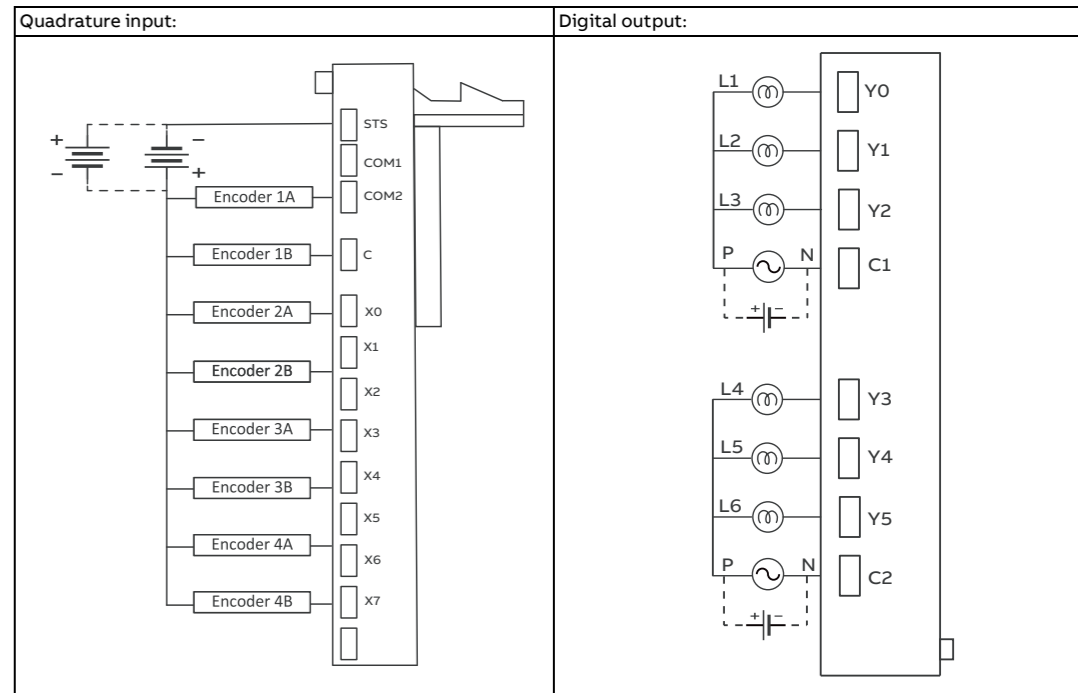 Quadrature input:
Digital output:
+
−
−
+
STS
COM1
COM2
C
X0
X1
X2
X3
X4
X5
X6
X7
Encoder 1A
Encoder 1B
Encoder 2A
Encoder 2B
Encoder 3A
Encoder 3B
Encoder 4A
Encoder 4B
L1
Y0
L2
Y1
L3
Y2
P
N
C1
+
−
L4
Y3
L5
Y4
L6
Y5
P
N
C2
+
−